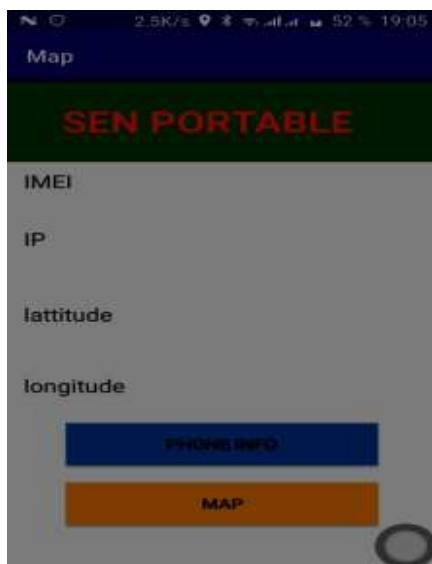 N 2.5K/s 52 % 19:05
Map
SEN PORTABLE
IMEI
IP
lattitude
longitude
PHONE INFO
MAP